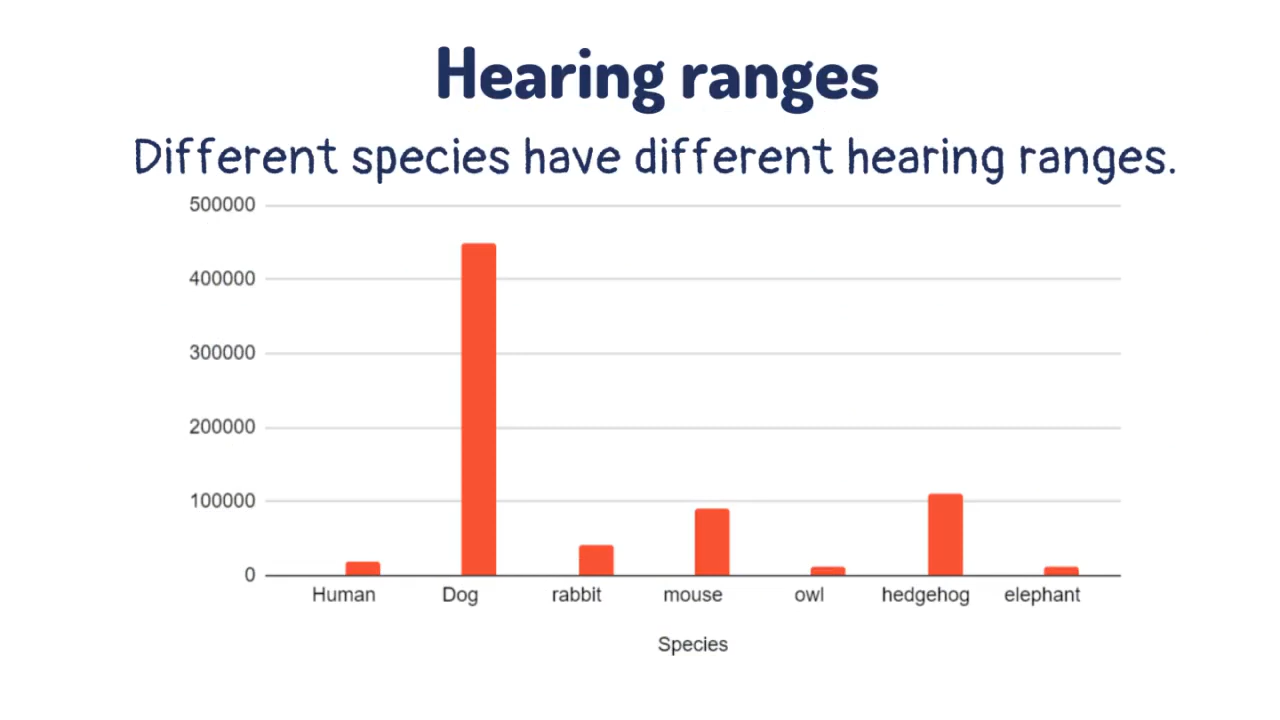 Hearing ranges
Different species have different hearing ranges.
500000
400000
300000
200000
100000
0
Human Dog rabbit mouse owl hedgehog elephant
Species